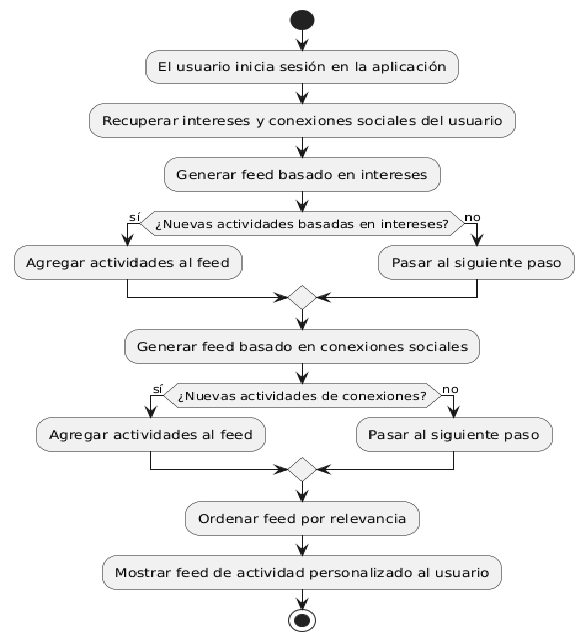 El usuario inicia sesión en la aplicación
Recuperar intereses y conexiones sociales del usuario
Generar feed basado en intereses
sí
¿Nuevas actividades basadas en intereses?
no
Agregar actividades al feed
Pasar al siguiente paso
Generar feed basado en conexiones sociales
sí
¿Nuevas actividades de conexiones?
no
Agregar actividades al feed
Pasar al siguiente paso
Ordenar feed por relevancia
Mostrar feed de actividad personalizado al usuario